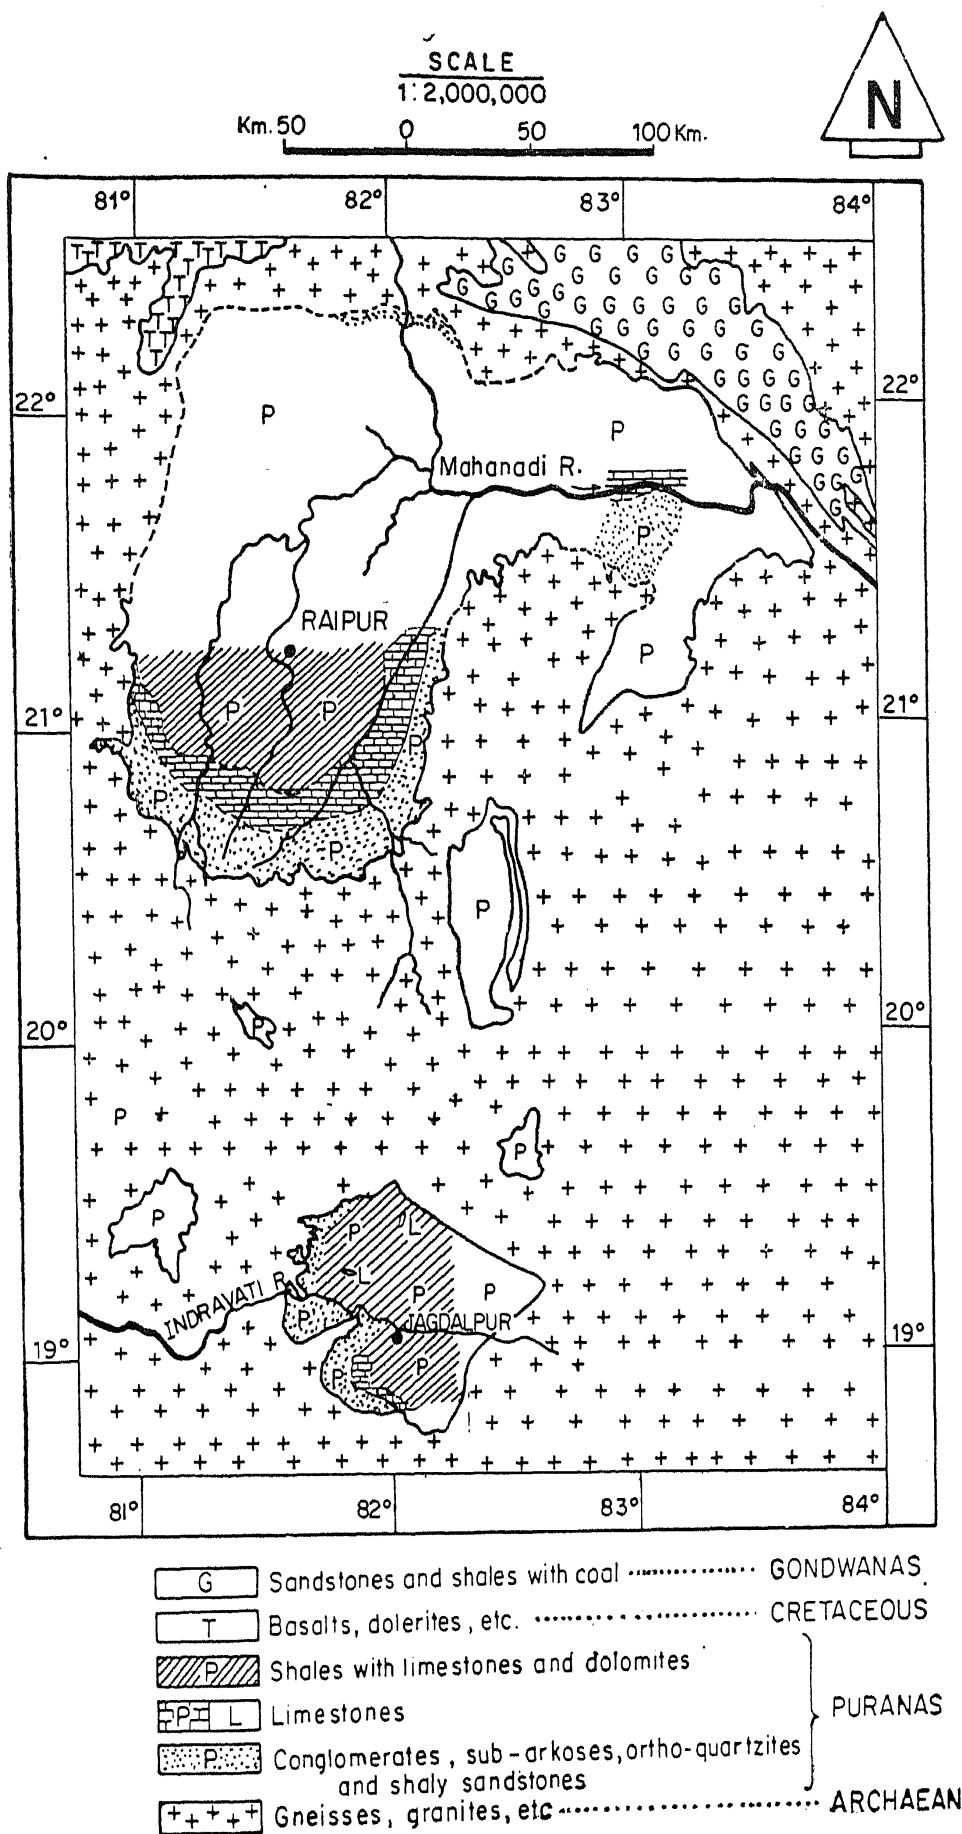 SCALE
1:2,000,000
Km. 50 0 50 100 Km.
N
81° 82° 83° 84°
22° 22°
Mahanadi R.
RAIPUR
21° 21°
20° 20°
INDRAVATI R.
JAGDALPUR
19° 19°
81° 82° 83° 84°
G Sandstones and shales with coal GONDWANAS
T Basalts, dolerites, etc. CRETACEOUS
P Shales with limestones and dolomites
P L Limestones
PURANAS
P Conglomerates, sub-arkoses, ortho-quartzites
and shaly sandstones
Gneisses, granites, etc ARCHAEAN